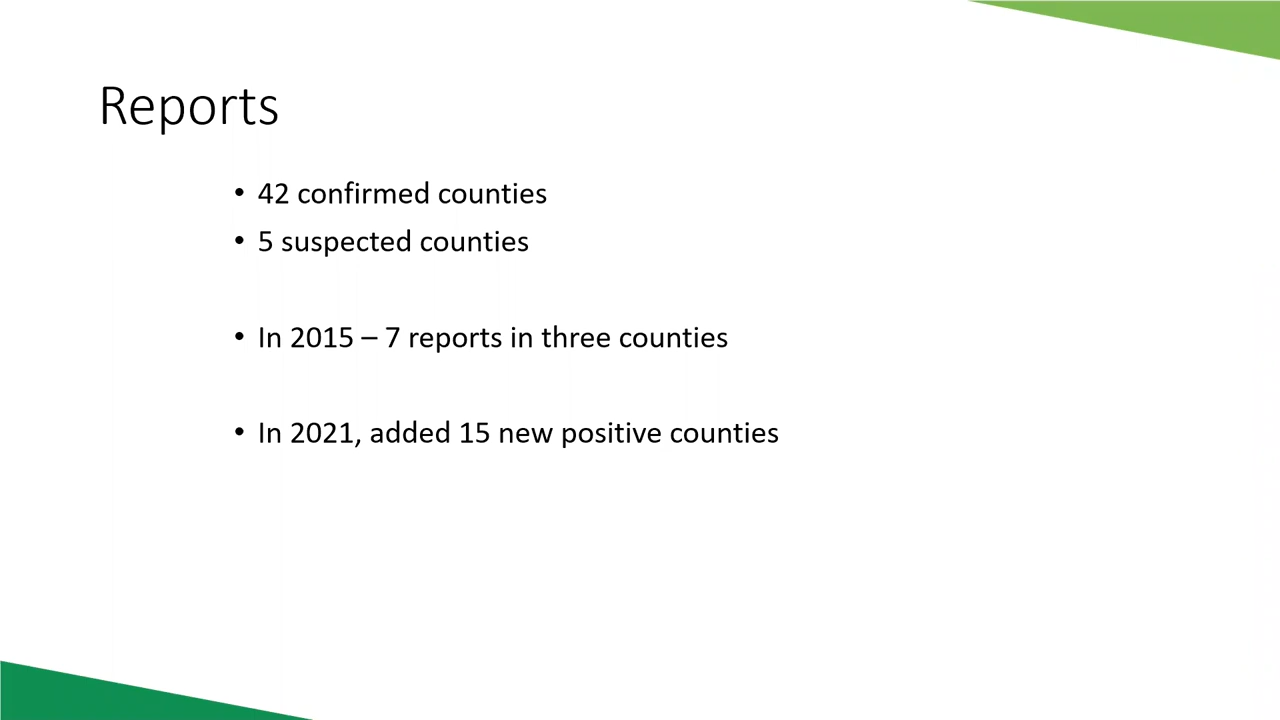 Reports
• 42 confirmed counties
• 5 suspected counties
• In 2015 – 7 reports in three counties
• In 2021, added 15 new positive counties